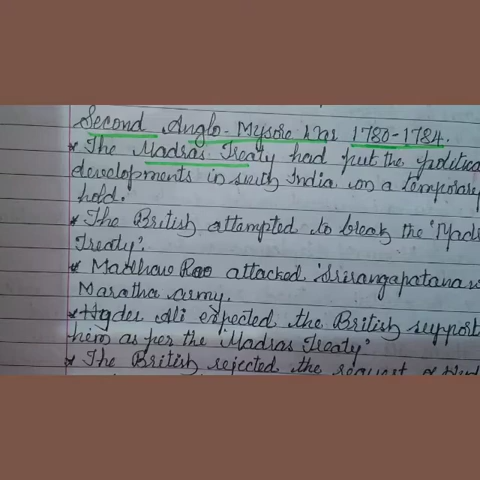 Second Anglo-Mysore War 1780-1784.
* The Madras Treaty had put the politica
developments in south India on a temporary
hold.
* The British attempted to break the 'Mad
Treaty'.
* Madhav Rao attacked Srirangapatana
Maratha army.
* Hyder Ali expected the British support
him as per the 'Madras Treaty'
* The British rejected the request of